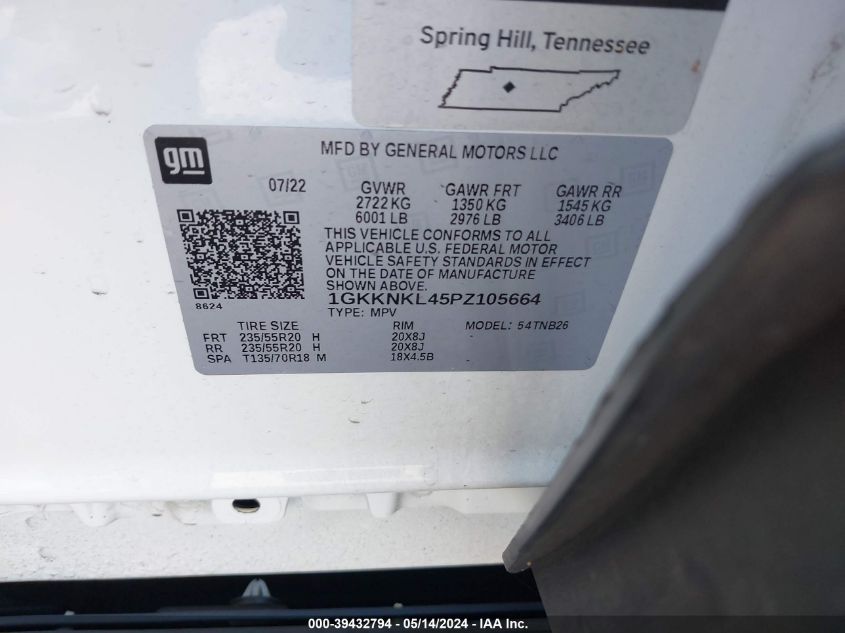 Spring Hill, Tennessee
gm
MFD BY GENERAL MOTORS LLC
07/22 GVWR GAWR FRT GAWR RR
2722 KG 1350 KG 1545 KG
6001 LB 2976 LB 3406 LB
THIS VEHICLE CONFORMS TO ALL
APPLICABLE U.S. FEDERAL MOTOR
VEHICLE SAFETY STANDARDS IN EFFECT
ON THE DATE OF MANUFACTURE
SHOWN ABOVE.
8624
1GKKNKL45PZ105664
TYPE: MPV
TIRE SIZE RIM MODEL: 54TNB26
FRT 235/55R20 H 20X8J
RR 235/55R20 H 20X8J
SPA T135/70R18 M 18X4.5B
000-39432794 - 05/14/2024 - IAA Inc.